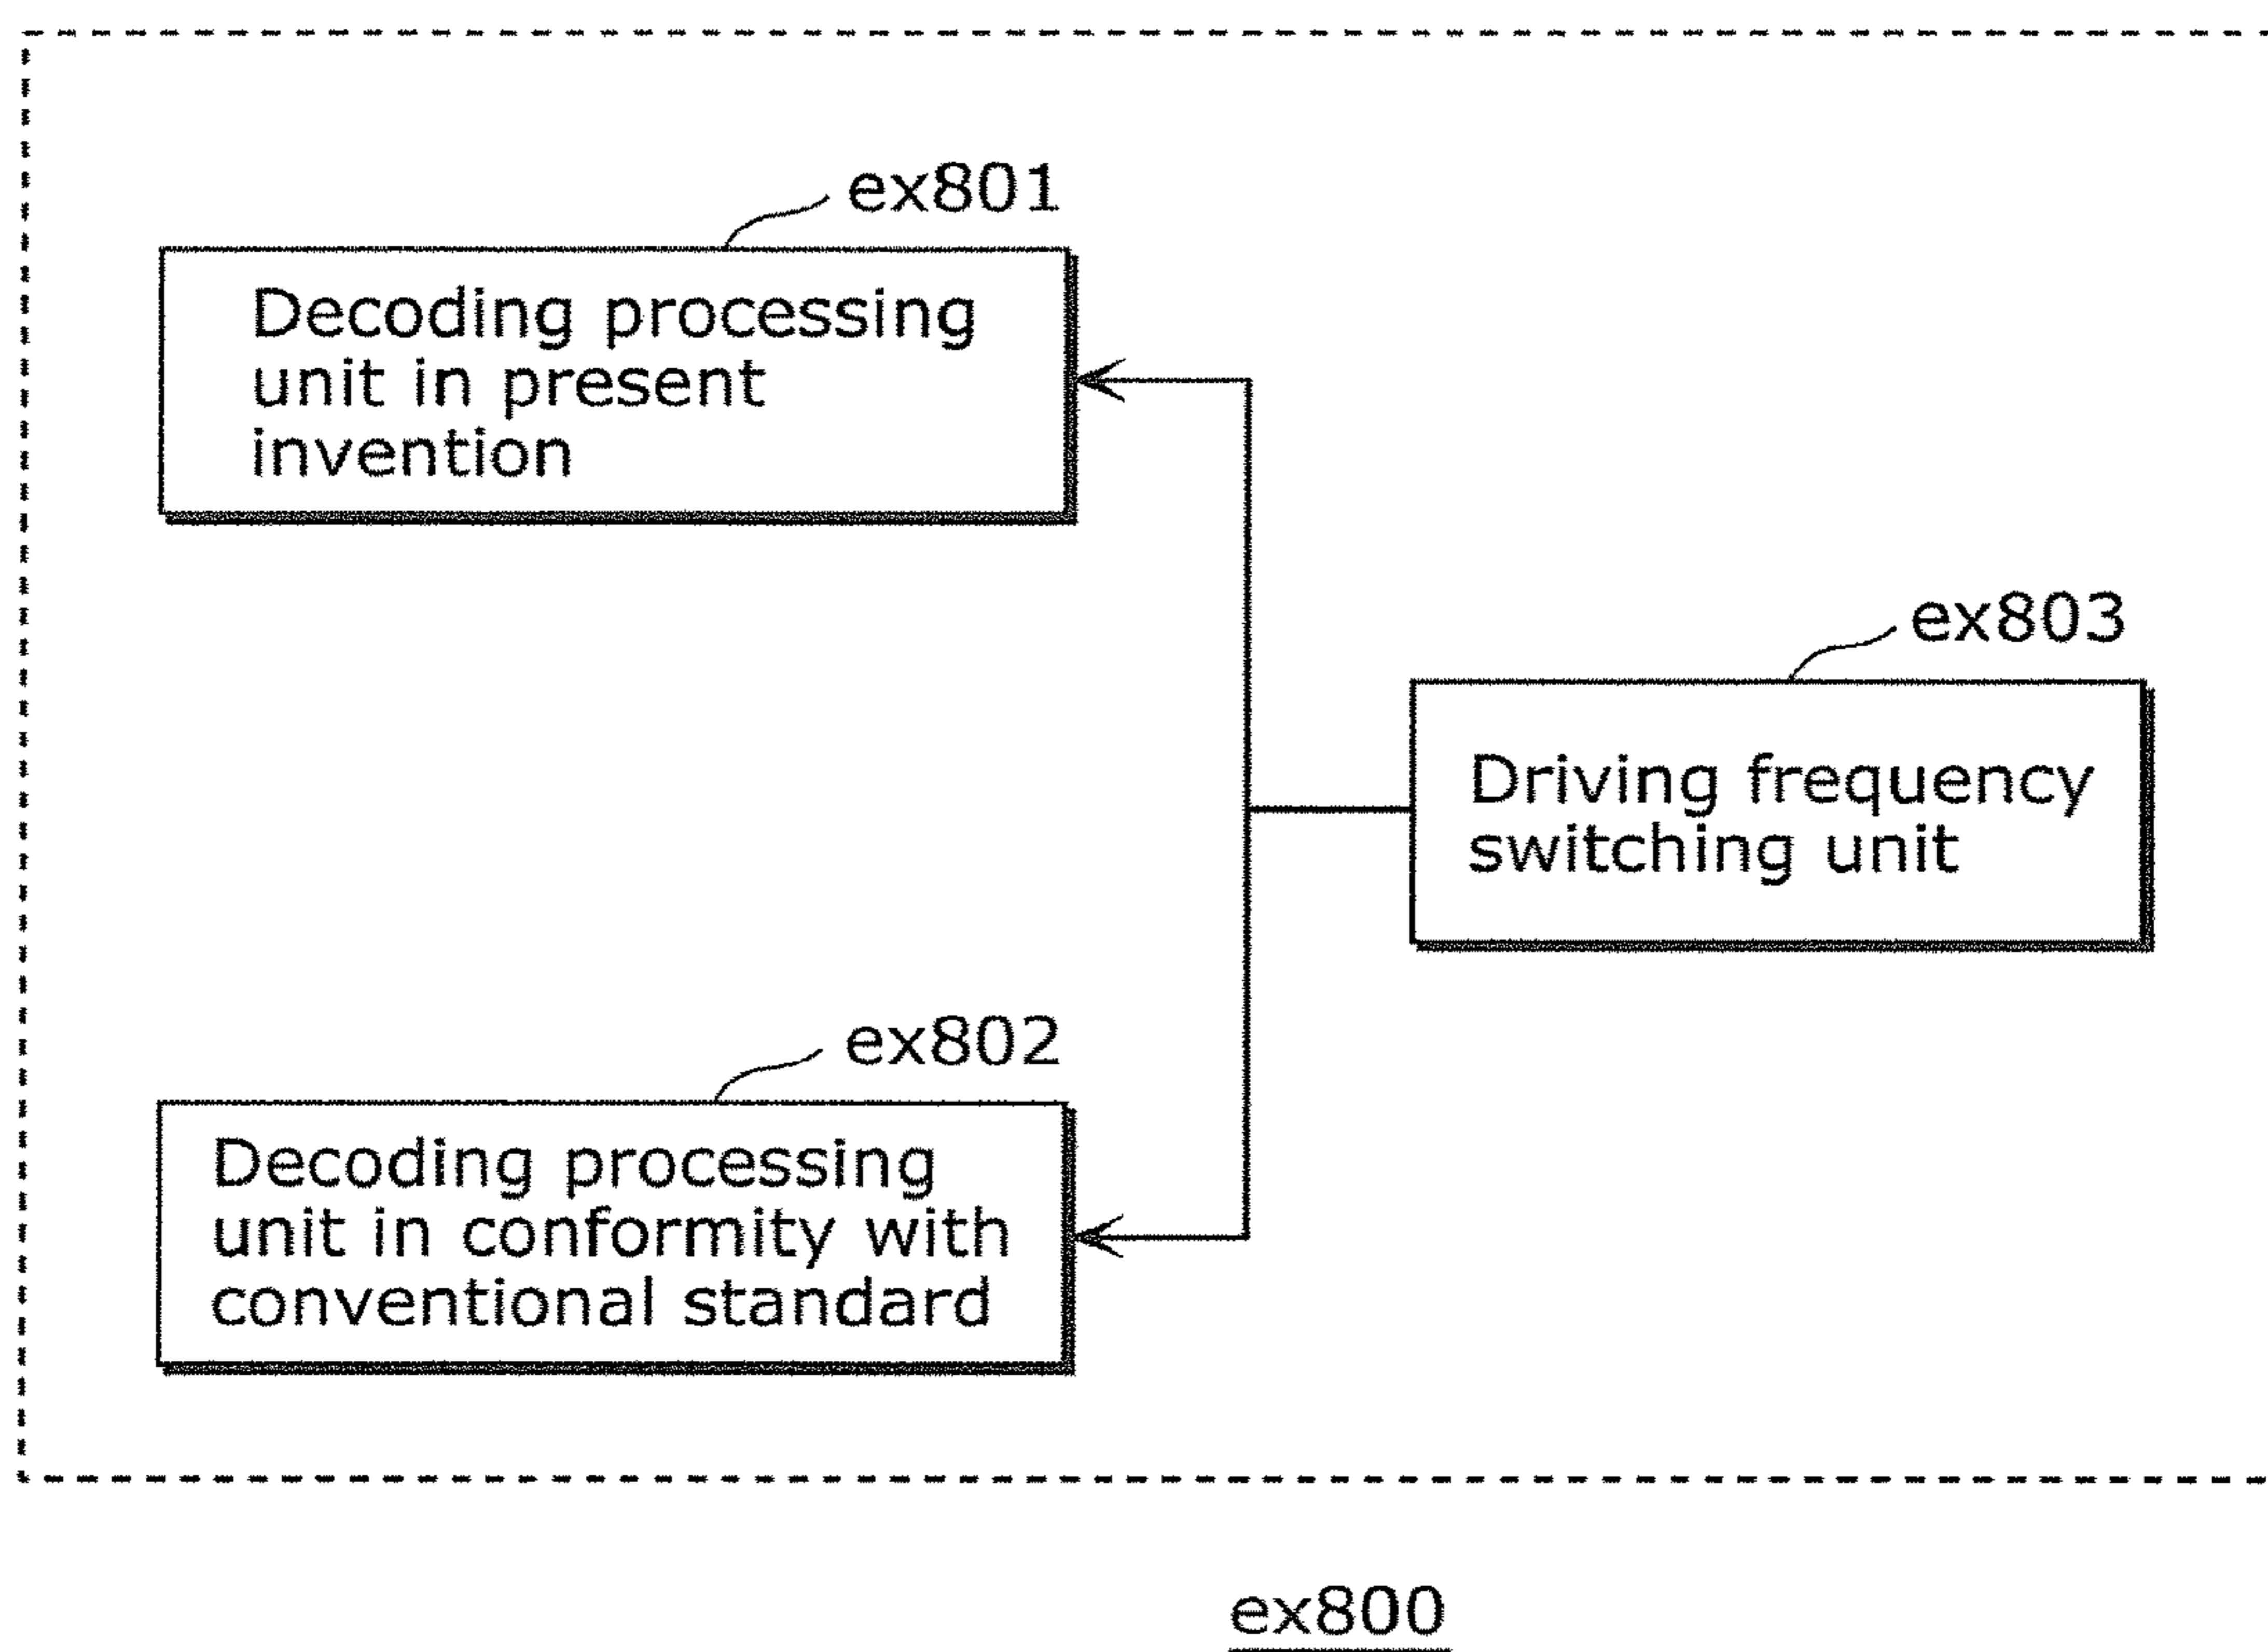 ex801
Decoding processing
unit in present
invention
ex803
Driving frequency
switching unit
ex802
Decoding processing
unit in conformity with
conventional standard
ex800